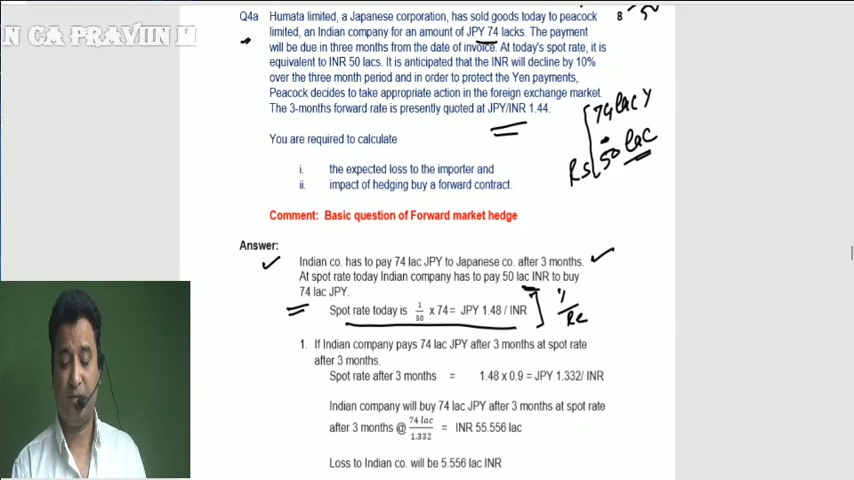 N CA PRAVIIN M
Q4a Humata limited, a Japanese corporation, has sold goods today to peacock
limited, an Indian company for an amount of JPY 74 lacks. The payment
will be due in three months from the date of invoice. At today's spot rate, it is
equivalent to INR 50 lacs. It is anticipated that the INR will decline by 10%
over the three month period and in order to protect the Yen payments,
Peacock decides to take appropriate action in the foreign exchange market.
The 3-months forward rate is presently quoted at JPY/INR 1.44.
74 lac Y
Rs 50 lac
You are required to calculate
i. the expected loss to the importer and
ii. impact of hedging buy a forward contract.
Comment: Basic question of Forward market hedge
Answer:
Indian co. has to pay 74 lac JPY to Japanese co. after 3 months.
At spot rate today Indian company has to pay 50 lac INR to buy
74 lac JPY.
Spot rate today is 1/50 x 74 = JPY 1.48 / INR
1. If Indian company pays 74 lac JPY after 3 months at spot rate
after 3 months.
Spot rate after 3 months = 1.48 x 0.9 = JPY 1.332/ INR
Indian company will buy 74 lac JPY after 3 months at spot rate
after 3 months @ 74 lac/1.332 = INR 55.556 lac
Loss to Indian co. will be 5.556 lac INR